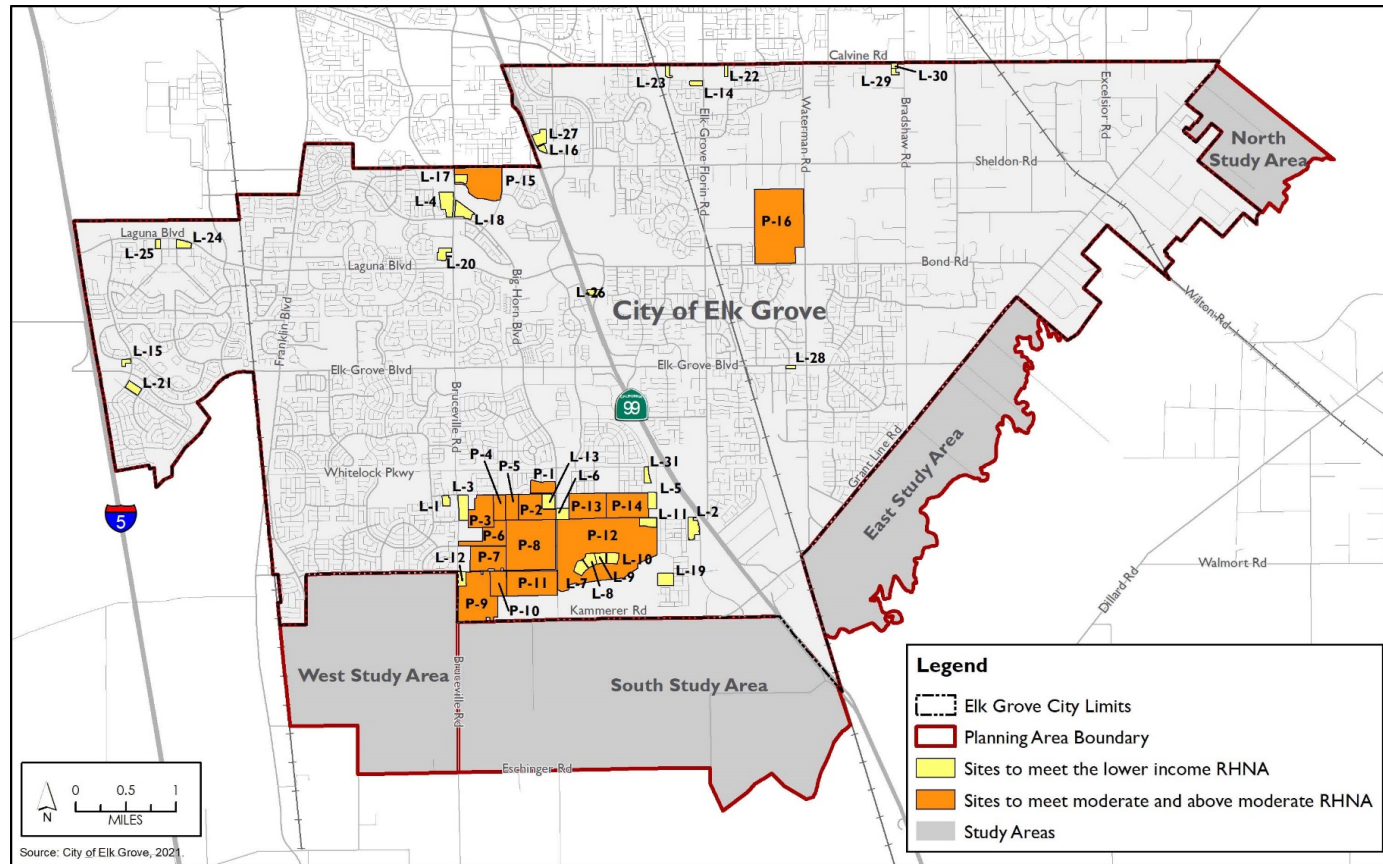 Calvine Rd
L-23
L-22
L-14
L-29
L-30
Excelsior Rd
North
Study Area
L-27
L-16
Elk Grove-Florin Rd
Waterman Rd
Bradshaw Rd
Sheldon Rd
L-17
P-15
L-4
L-18
P-16
Laguna Blvd
L-24
L-25
L-20
Laguna Blvd
Big Horn Blvd
Bond Rd
L-26
City of Elk Grove
Franklin Blvd
Wilton Rd
L-15
L-21
Elk Grove Blvd
Elk Grove Blvd
L-28
CALIFORNIA
99
Bruceville Rd
Grant Line Rd
East Study Area
Whitelock Pkwy
P-4
P-5
P-1
L-13
L-6
L-31
L-3
L-1
L-5
P-2
P-13
P-14
L-11
L-2
P-3
P-6
P-8
P-12
5
L-12
P-7
L-10
L-9
L-19
P-11
L-7
L-8
P-9
P-10
Kammerer Rd
Dillard Rd
Walmort Rd
West Study Area
Bruceville Rd
South Study Area
Eschinger Rd
Legend
Elk Grove City Limits
Planning Area Boundary
Sites to meet the lower income RHNA
Sites to meet moderate and above moderate RHNA
Study Areas
N
0 0.5 1
MILES
Source: City of Elk Grove, 2021.